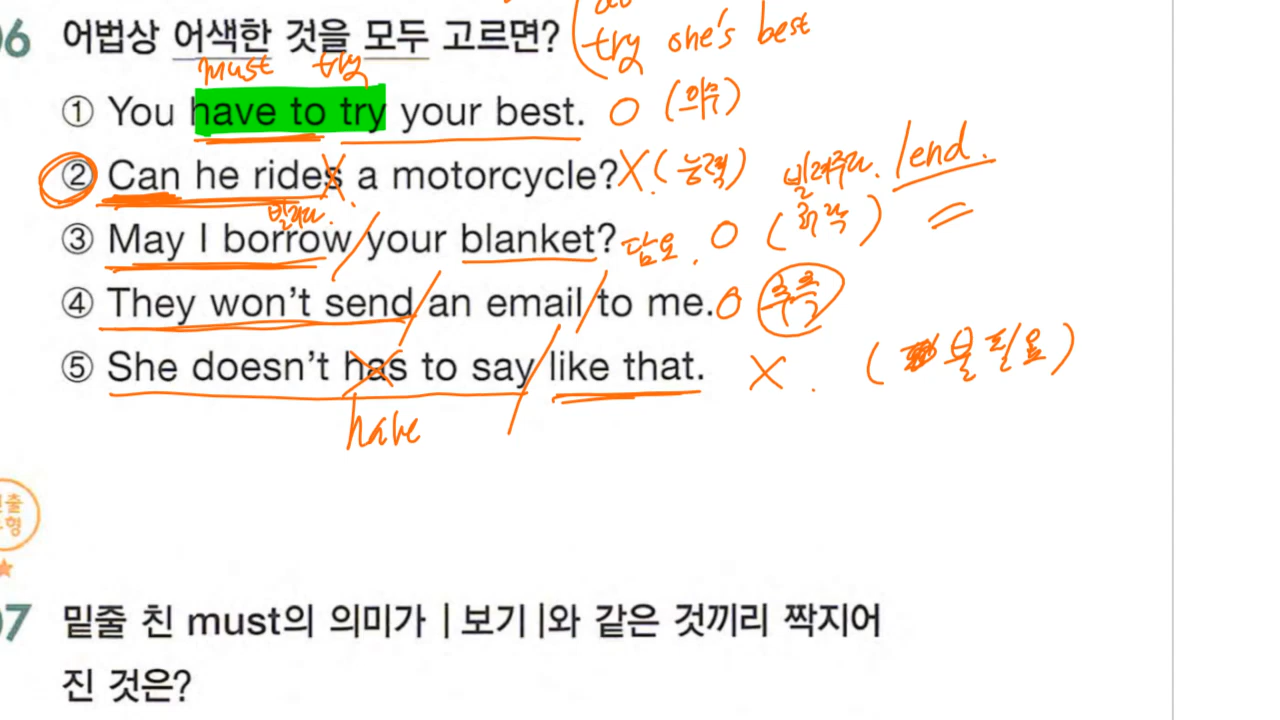 do
06 어법상 어색한 것을 모두 고르면? try one's best
must try
① You have to try your best. O (의무)
② Can he rides a motorcycle? X. (능력) 빌려주다. lend.
빌리다.
③ May I borrow your blanket? 담요. O (허락)
④ They won't send an email to me. O 추측
⑤ She doesn't has to say like that. X. (불필요)
have
07 밑줄 친 must의 의미가 | 보기 |와 같은 것끼리 짝지어
진 것은?